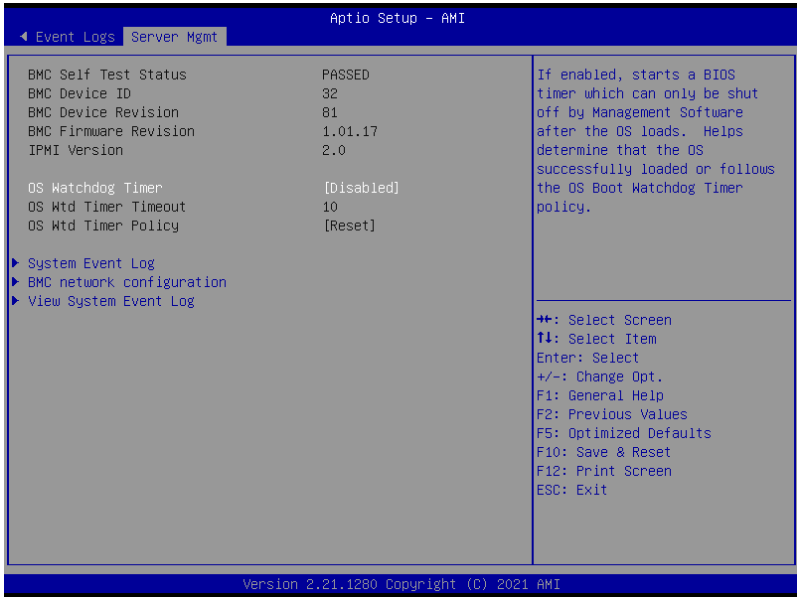 Aptio Setup – AMI
Event Logs Server Mgmt
BMC Self Test Status PASSED
BMC Device ID 32
BMC Device Revision 81
BMC Firmware Revision 1.01.17
IPMI Version 2.0
OS Watchdog Timer [Disabled]
OS Wtd Timer Timeout 10
OS Wtd Timer Policy [Reset]
System Event Log
BMC network configuration
View System Event Log
If enabled, starts a BIOS
timer which can only be shut
off by Management Software
after the OS loads. Helps
determine that the OS
successfully loaded or follows
the OS Boot Watchdog Timer
policy.
→←: Select Screen
↑↓: Select Item
Enter: Select
+/-: Change Opt.
F1: General Help
F2: Previous Values
F5: Optimized Defaults
F10: Save & Reset
F12: Print Screen
ESC: Exit
Version 2.21.1280 Copyright (C) 2021 AMI